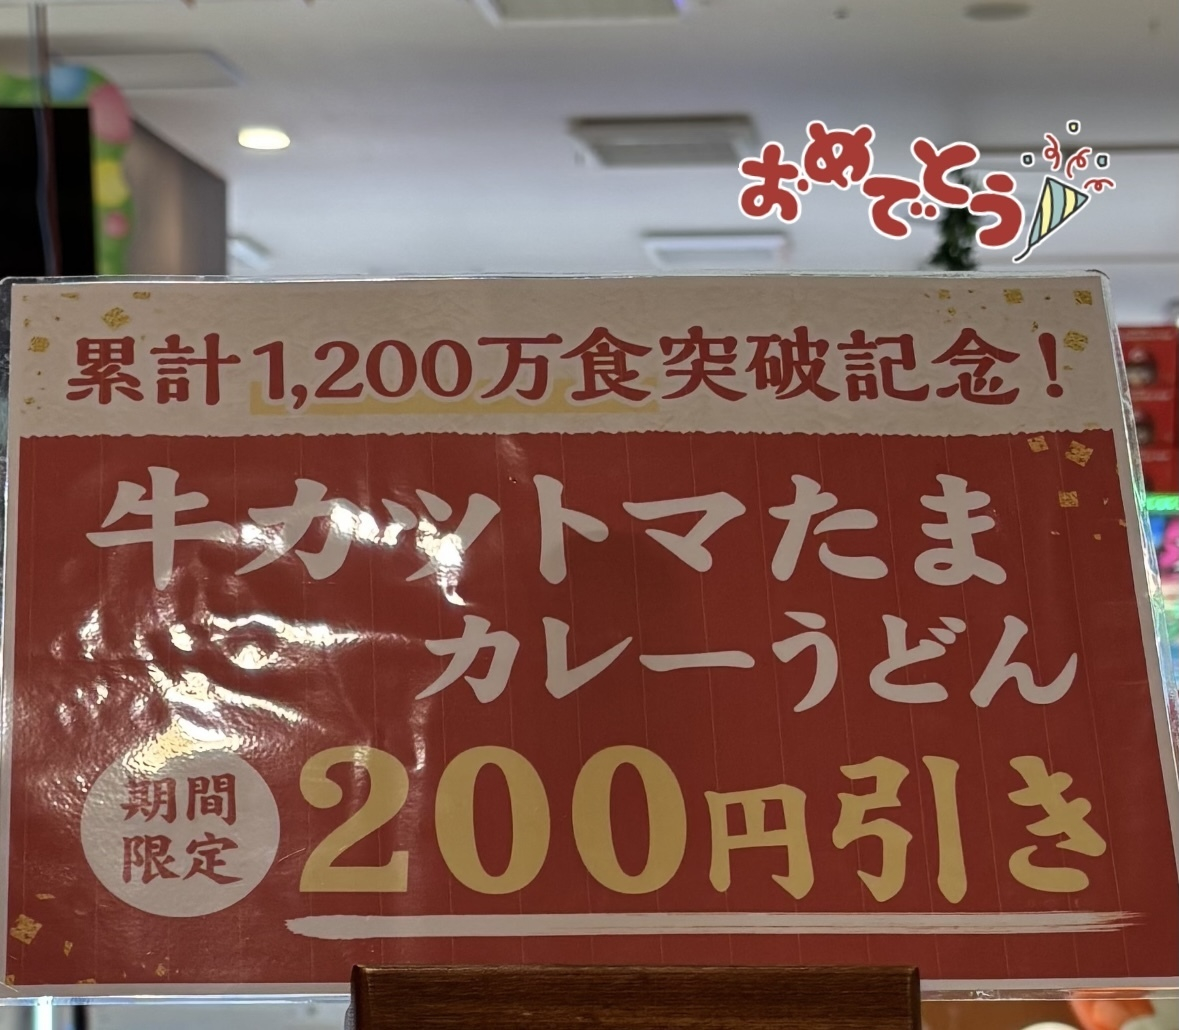 おめでとう
累計1,200万食突破記念!
牛カツトマたま
カレーうどん
期間
限定
200円引き